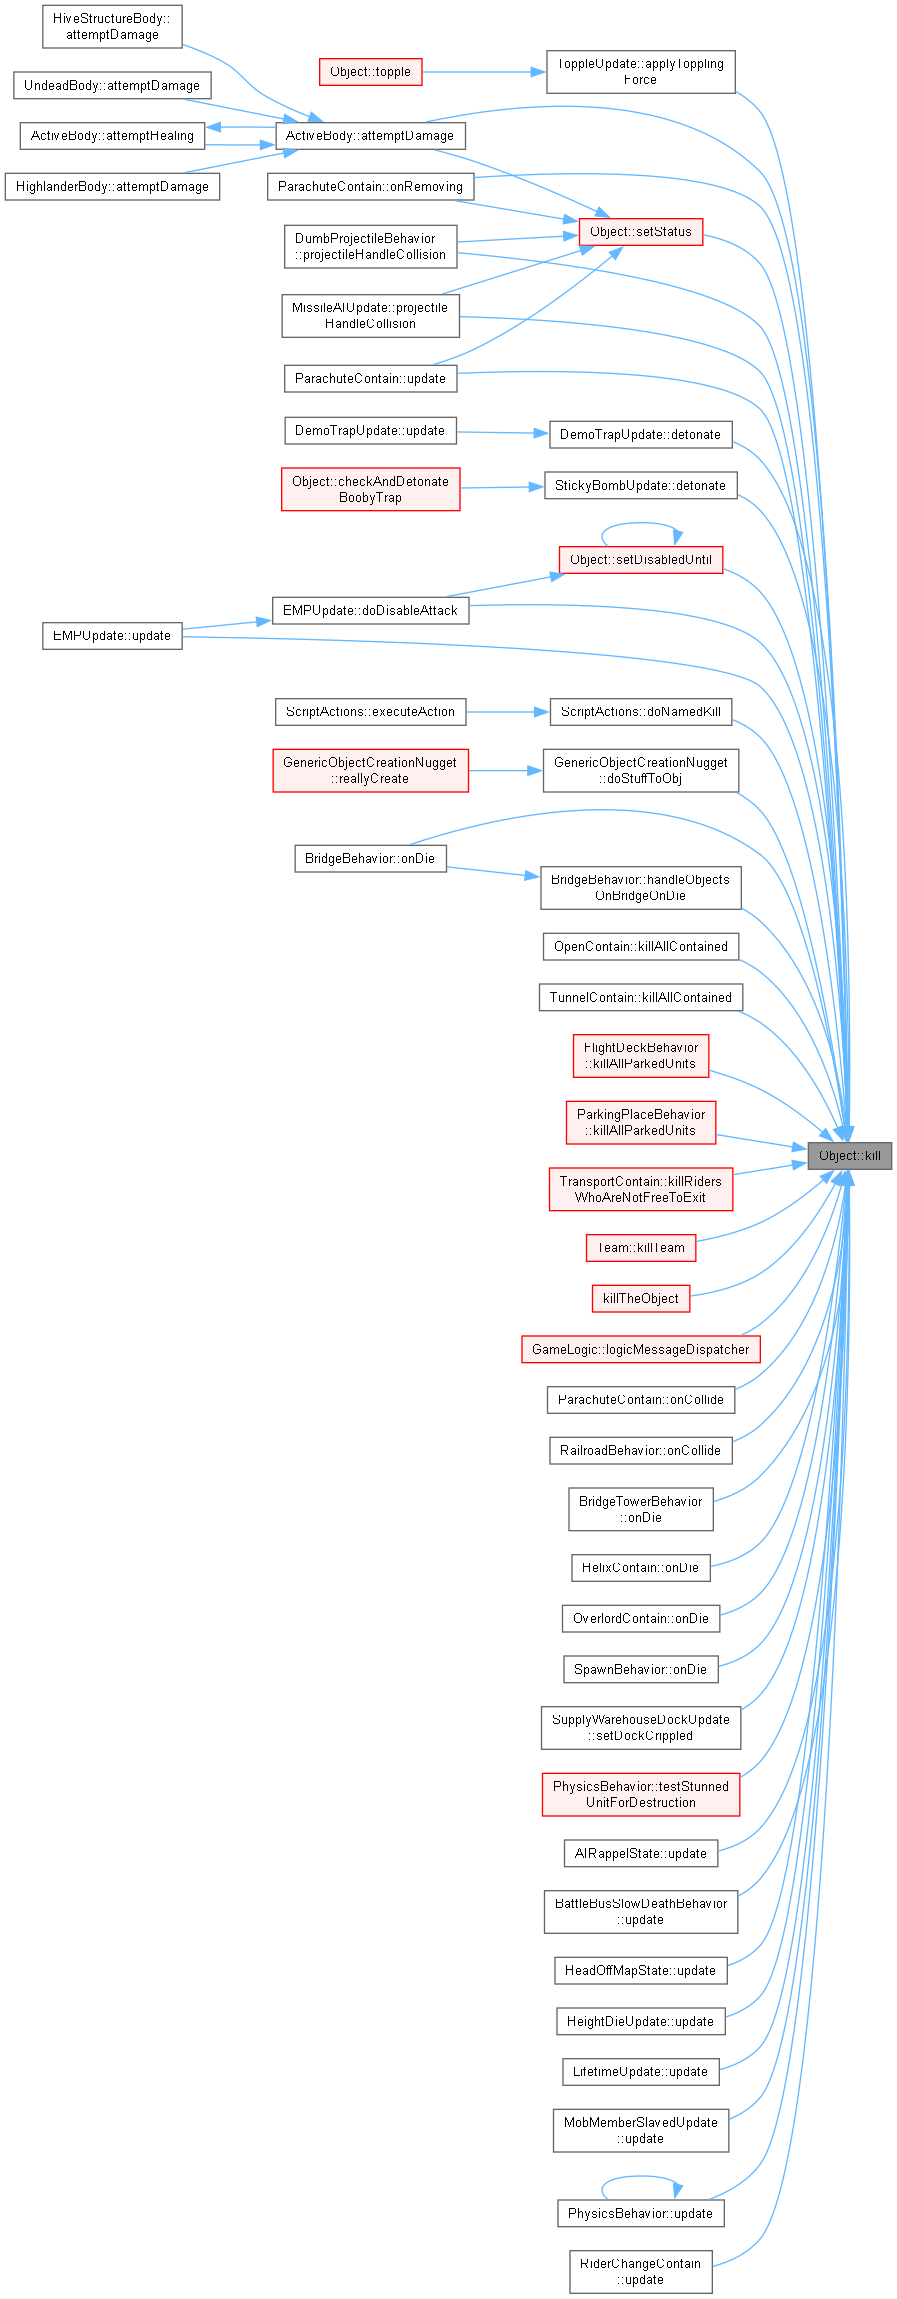 HiveStructureBody::
attemptDamage
Object::topple
ToppleUpdate::applyToppling
Force
UndeadBody::attemptDamage
ActiveBody::attemptHealing
ActiveBody::attemptDamage
HighlanderBody::attemptDamage
ParachuteContain::onRemoving
Object::setStatus
DumbProjectileBehavior
::projectileHandleCollision
MissileAIUpdate::projectile
HandleCollision
ParachuteContain::update
DemoTrapUpdate::update
DemoTrapUpdate::detonate
Object::checkAndDetonate
BoobyTrap
StickyBombUpdate::detonate
Object::setDisabledUntil
EMPUpdate::doDisableAttack
EMPUpdate::update
ScriptActions::executeAction
ScriptActions::doNamedKill
GenericObjectCreationNugget
::reallyCreate
GenericObjectCreationNugget
::doStuffToObj
BridgeBehavior::onDie
BridgeBehavior::handleObjects
OnBridgeOnDie
OpenContain::killAllContained
TunnelContain::killAllContained
FlightDeckBehavior
::killAllParkedUnits
ParkingPlaceBehavior
::killAllParkedUnits
Object::kill
TransportContain::killRiders
WhoAreNotFreeToExit
Team::killTeam
killTheObject
GameLogic::logicMessageDispatcher
ParachuteContain::onCollide
RailroadBehavior::onCollide
BridgeTowerBehavior
::onDie
HelixContain::onDie
OverlordContain::onDie
SpawnBehavior::onDie
SupplyWarehouseDockUpdate
::setDockCrippled
PhysicsBehavior::testStunned
UnitForDestruction
AIRappelState::update
BattleBusSlowDeathBehavior
::update
HeadOffMapState::update
HeightDieUpdate::update
LifetimeUpdate::update
MobMemberSlavedUpdate
::update
PhysicsBehavior::update
RiderChangeContain
::update